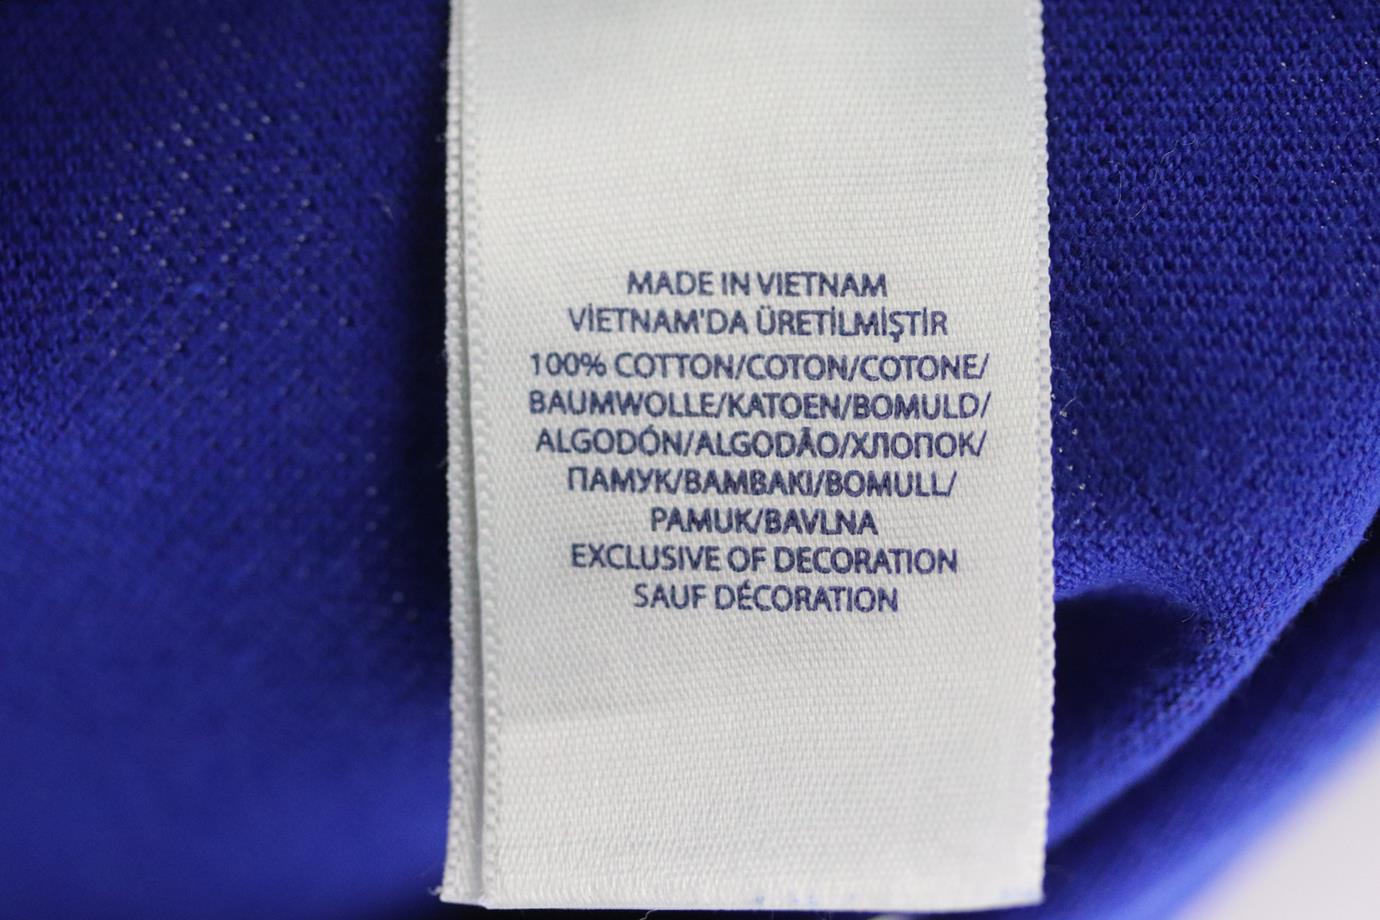 MADE IN VIETNAM
VİETNAM'DA ÜRETİLMİŞTİR
100% COTTON/COTON/COTONE/
BAUMWOLLE/KATOEN/BOMULD/
ALGODÓN/ALGODÃO/ХЛОПОК/
ПАМУК/BAMBAKI/BOMULL/
PAMUK/BAVLNA
EXCLUSIVE OF DECORATION
SAUF DÉCORATION